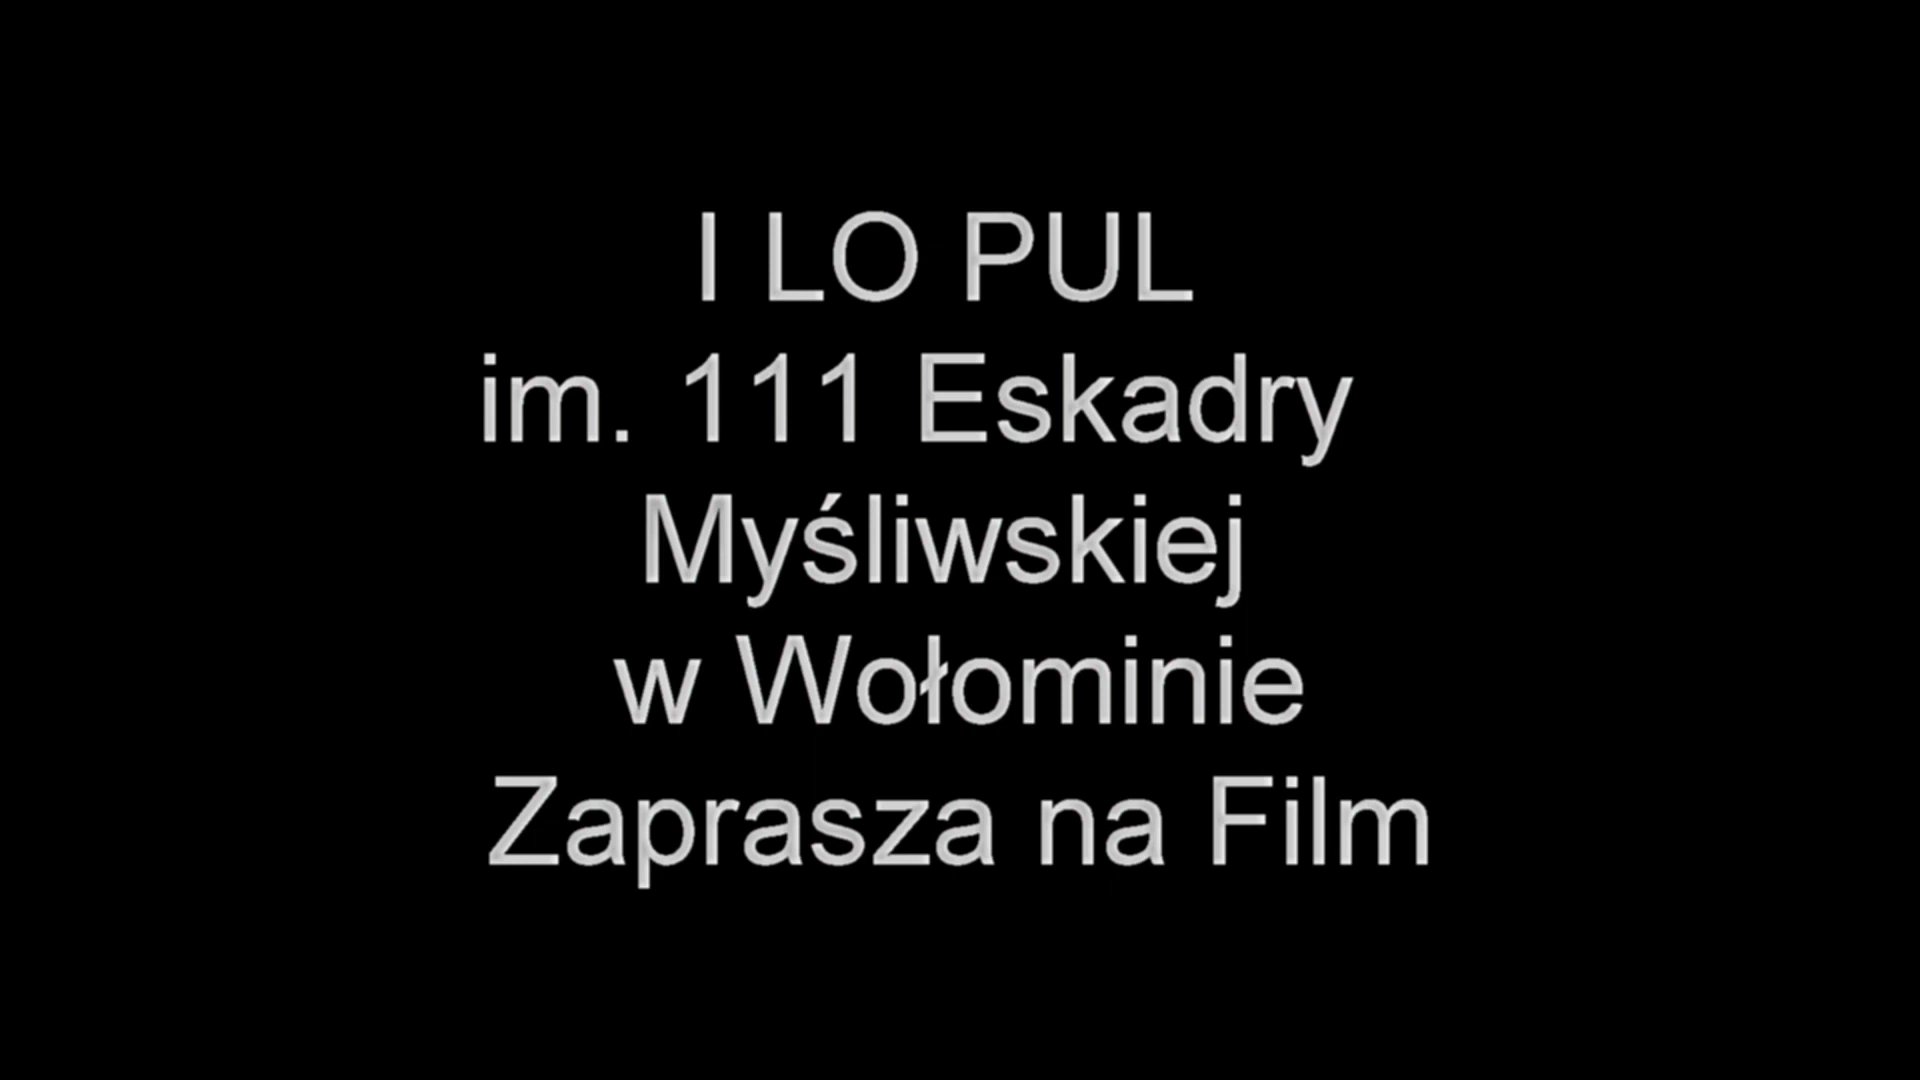 I LO PUL
im. 111 Eskadry
Myśliwskiej
w Wołominie
Zaprasza na Film